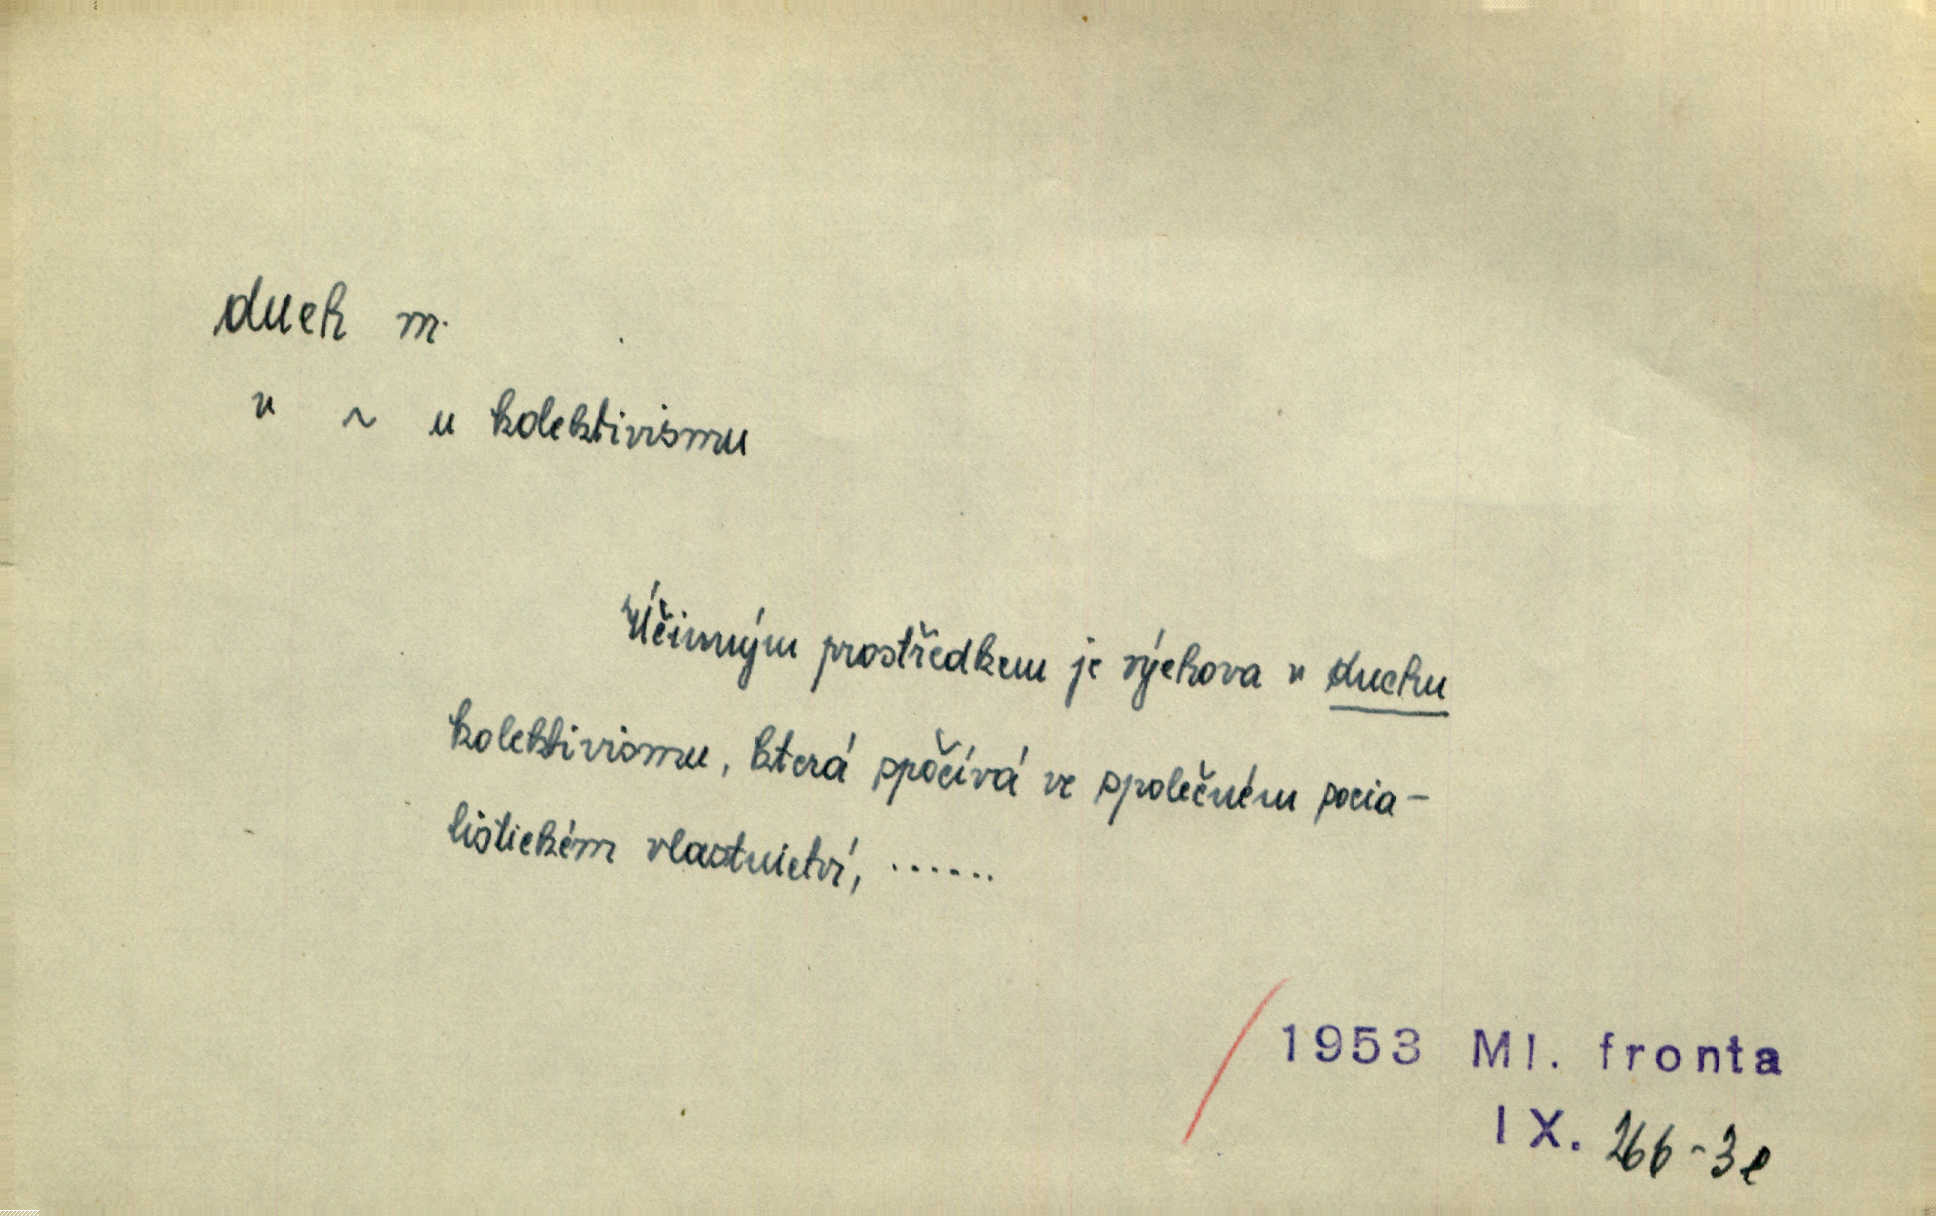 duch m.
v ~ u kolektivismu
Účinným prostředkem je výchova v duchu
kolektivismu, která spočívá ve společném socia-
listickém vlastnictví, ......
1953 Ml. fronta
IX. 266-3e